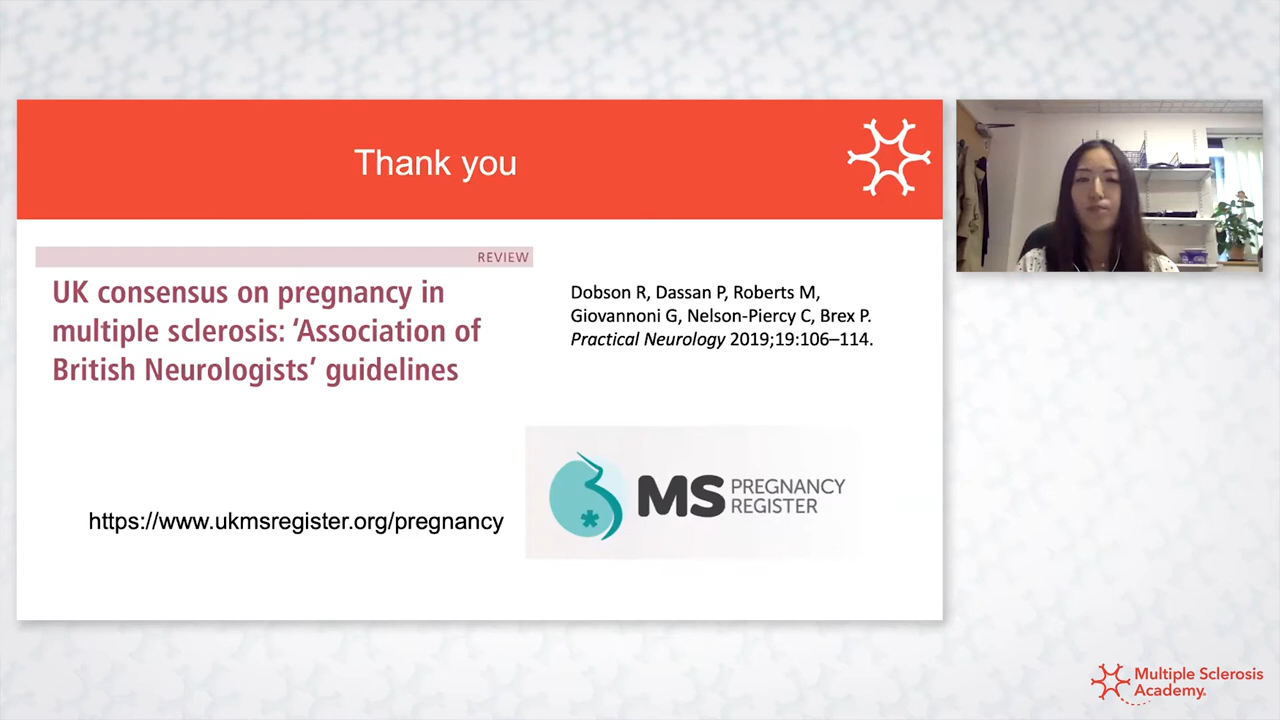 Thank you
REVIEW
UK consensus on pregnancy in
multiple sclerosis: ‘Association of
British Neurologists’ guidelines
Dobson R, Dassan P, Roberts M,
Giovannoni G, Nelson-Piercy C, Brex P.
Practical Neurology 2019;19:106–114.
MS PREGNANCY
REGISTER
https://www.ukmsregister.org/pregnancy
Multiple Sclerosis
Academy